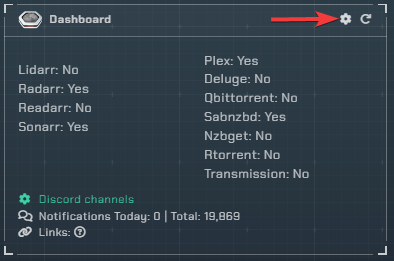 Dashboard
Lidarr: No
Radarr: Yes
Readarr: No
Sonarr: Yes
Plex: Yes
Deluge: No
Qbittorrent: No
Sabnzbd: Yes
Nzbget: No
Rtorrent: No
Transmission: No
Discord channels
Notifications Today: 0 | Total: 19,869
Links: